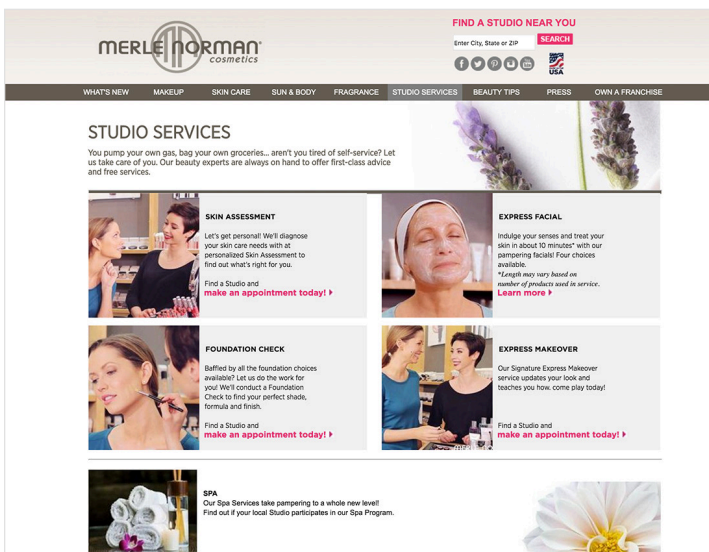 FIND A STUDIO NEAR YOU
MERLE NORMAN
cosmetics
Enter City, State or ZIP
SEARCH
USA
WHAT'S NEW
MAKEUP
SKIN CARE
SUN & BODY
FRAGRANCE
STUDIO SERVICES
BEAUTY TIPS
PRESS
OWN A FRANCHISE
STUDIO SERVICES
You pump your own gas, bag your own groceries... aren't you tired of self-service? Let
us take care of you. Our beauty experts are always on hand to offer first-class advice
and free services.
SKIN ASSESSMENT
Let's get personal! We'll diagnose
your skin care needs with at
personalized Skin Assessment to
find out what's right for you.
Find a Studio and
make an appointment today!
EXPRESS FACIAL
Indulge your senses and treat your
skin in about 10 minutes* with our
pampering facials! Four choices
available.
*Length may vary based on
number of products used in service.
Learn more
FOUNDATION CHECK
Baffled by all the foundation choices
available? Let us do the work for
you! We'll conduct a Foundation
Check to find your perfect shade,
formula and finish.
Find a Studio and
make an appointment today!
EXPRESS MAKEOVER
Our Signature Express Makeover
service updates your look and
teaches you how. come play today!
Find a Studio and
make an appointment today!
SPA
Our Spa Services take pampering to a whole new level!
Find out if your local Studio participates in our Spa Program.